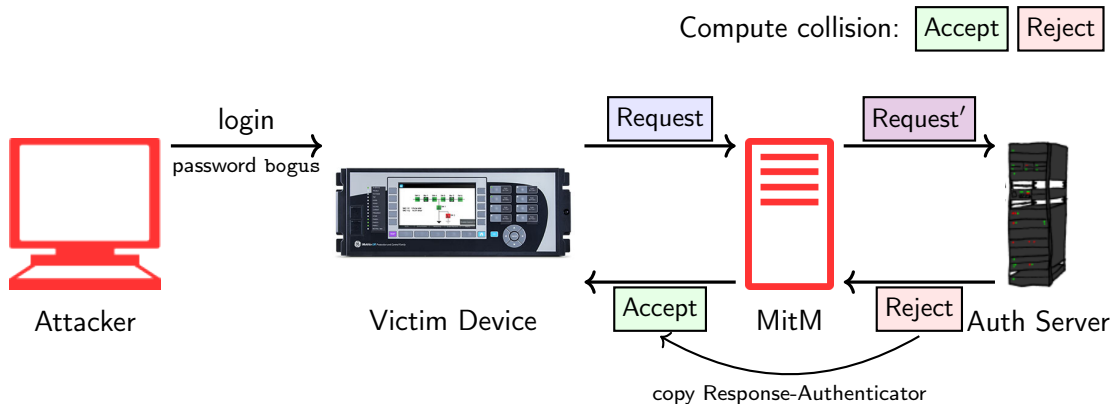 Compute collision: Accept Reject
login
password bogus
Request
Request′
Accept
Reject
Attacker
Victim Device
MitM
Auth Server
copy Response-Authenticator